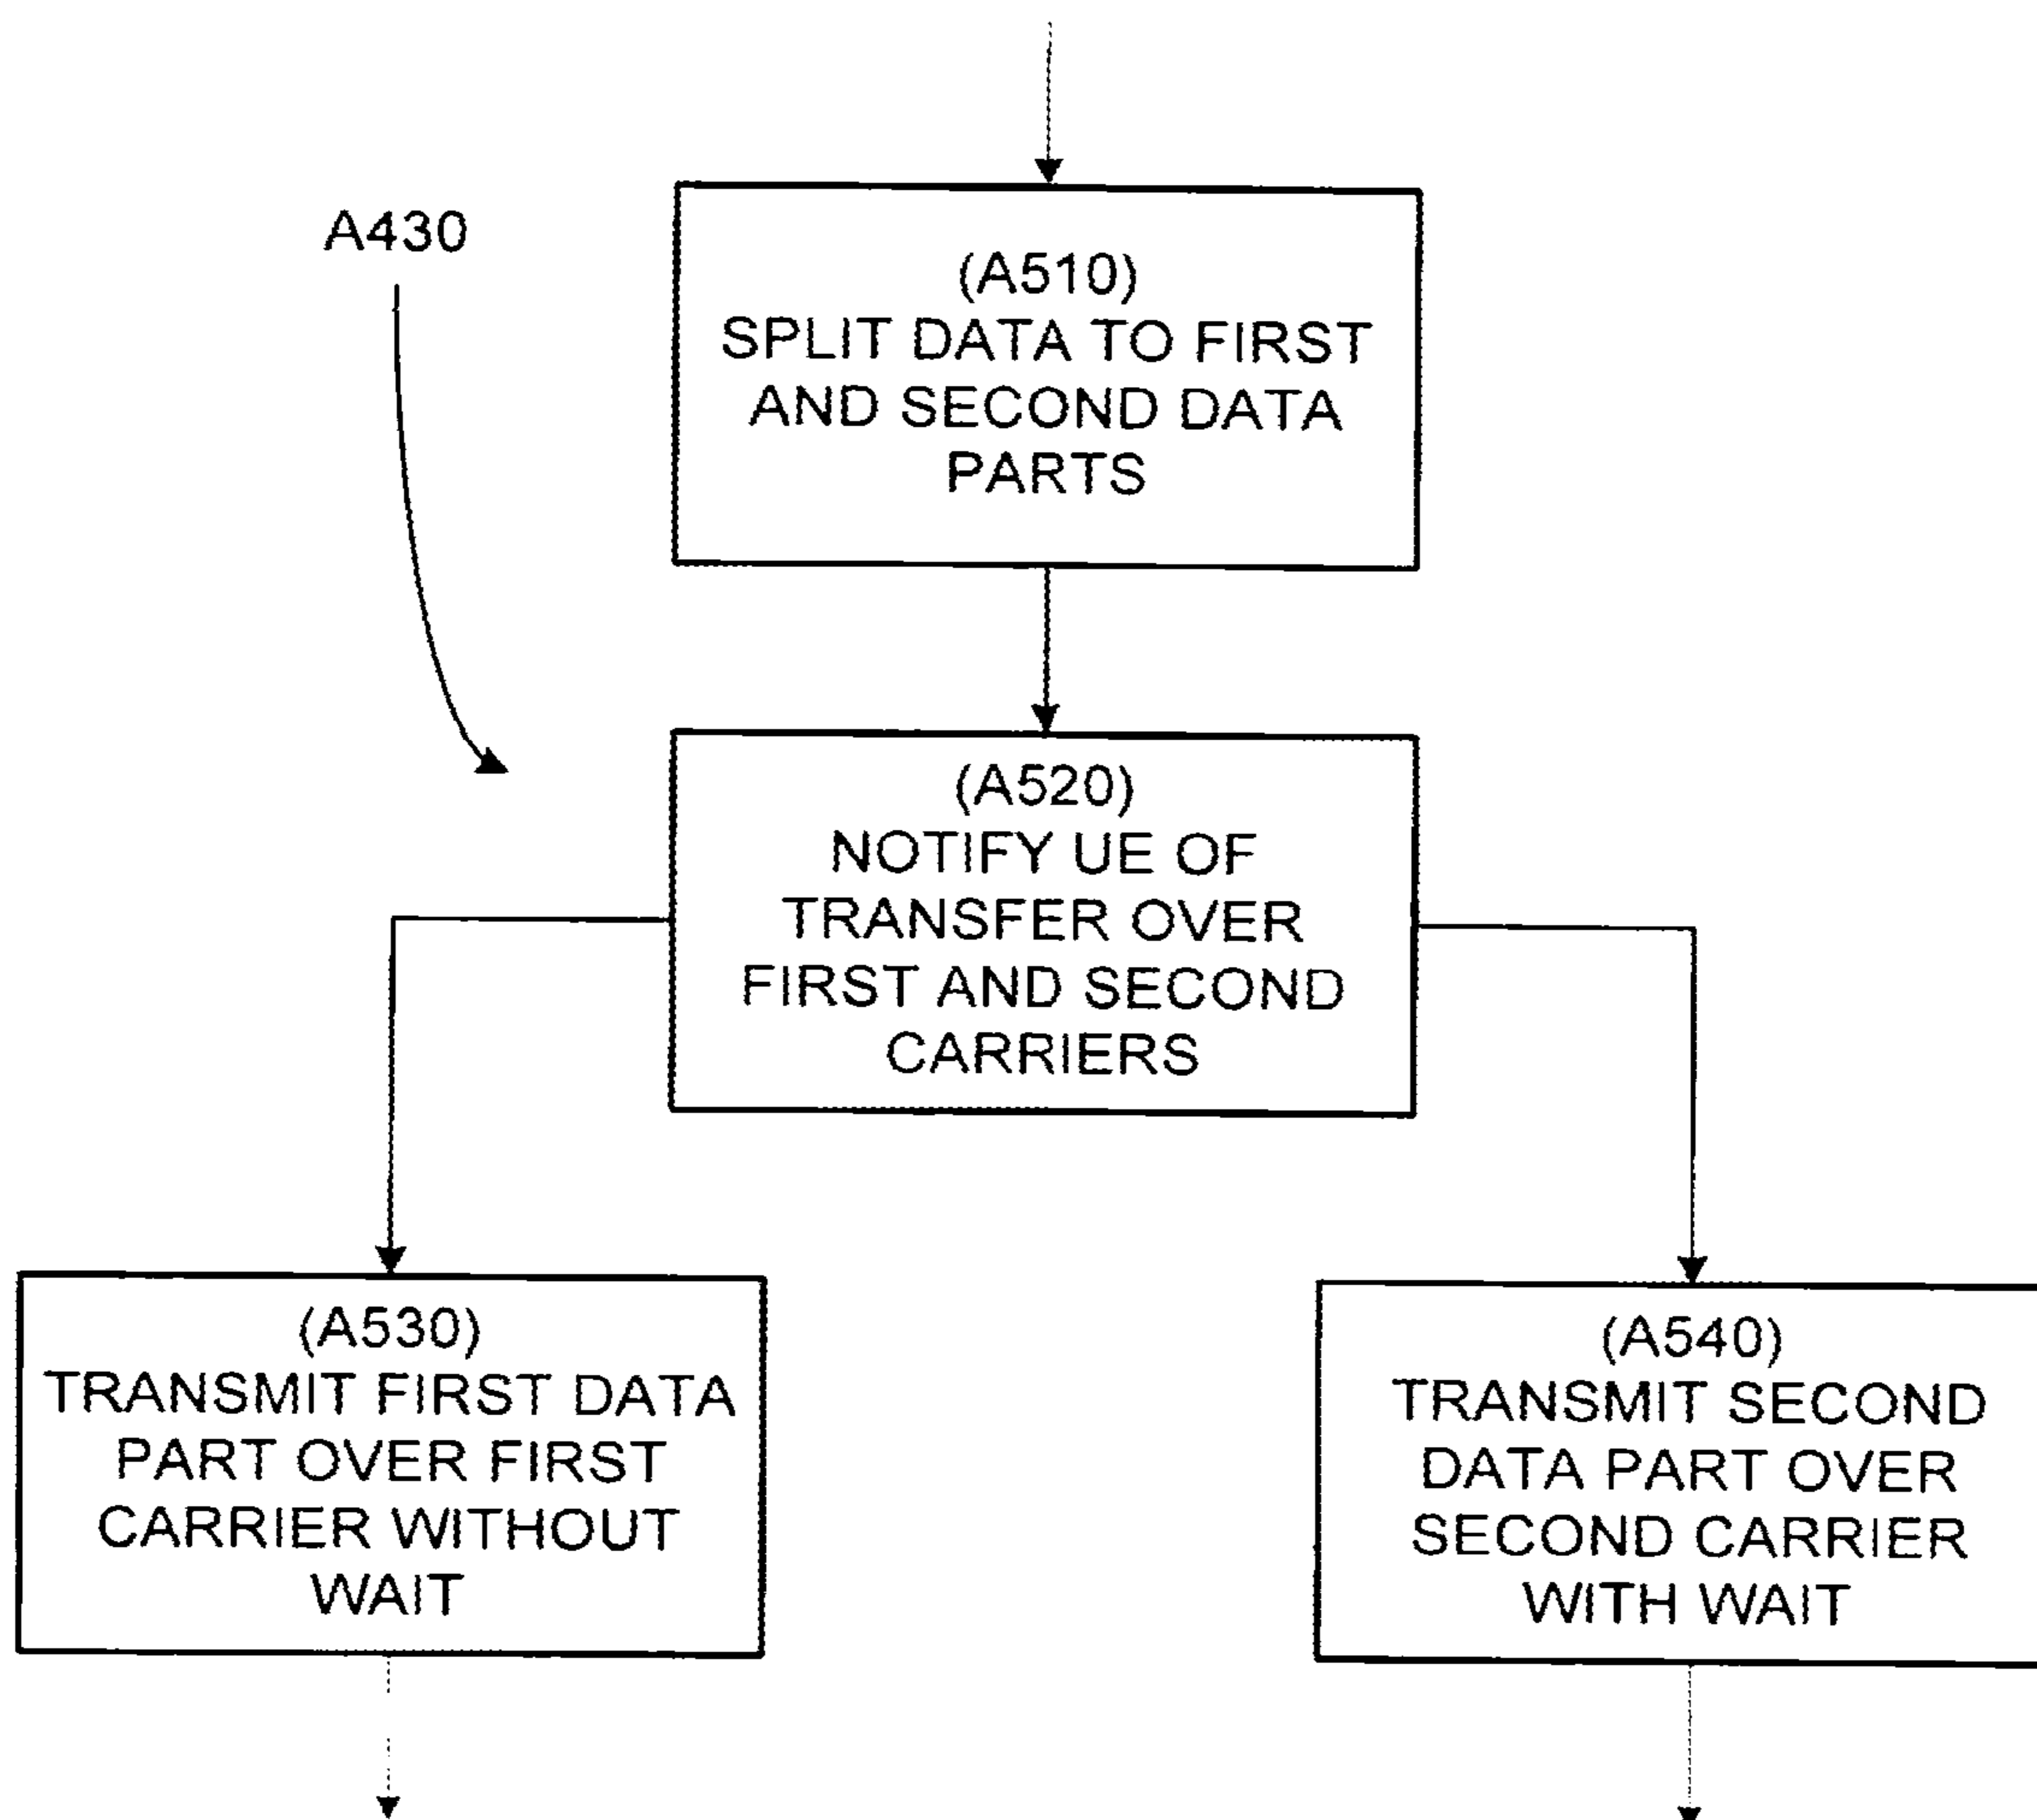 A430
(A510)
SPLIT DATA TO FIRST
AND SECOND DATA
PARTS
(A520)
NOTIFY UE OF
TRANSFER OVER
FIRST AND SECOND
CARRIERS
(A530)
TRANSMIT FIRST DATA
PART OVER FIRST
CARRIER WITHOUT
WAIT
(A540)
TRANSMIT SECOND
DATA PART OVER
SECOND CARRIER
WITH WAIT